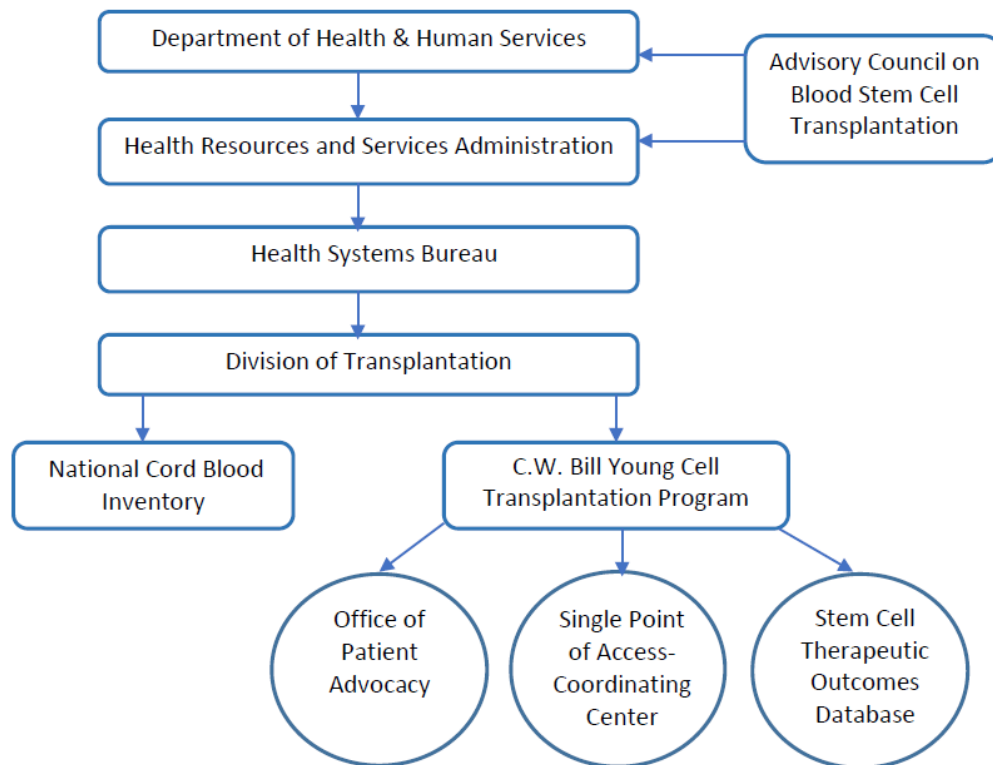 Department of Health & Human Services
Advisory Council on
Blood Stem Cell
Transplantation
Health Resources and Services Administration
Health Systems Bureau
Division of Transplantation
National Cord Blood
Inventory
C.W. Bill Young Cell
Transplantation Program
Office of
Patient
Advocacy
Single Point
of Access-
Coordinating
Center
Stem Cell
Therapeutic
Outcomes
Database